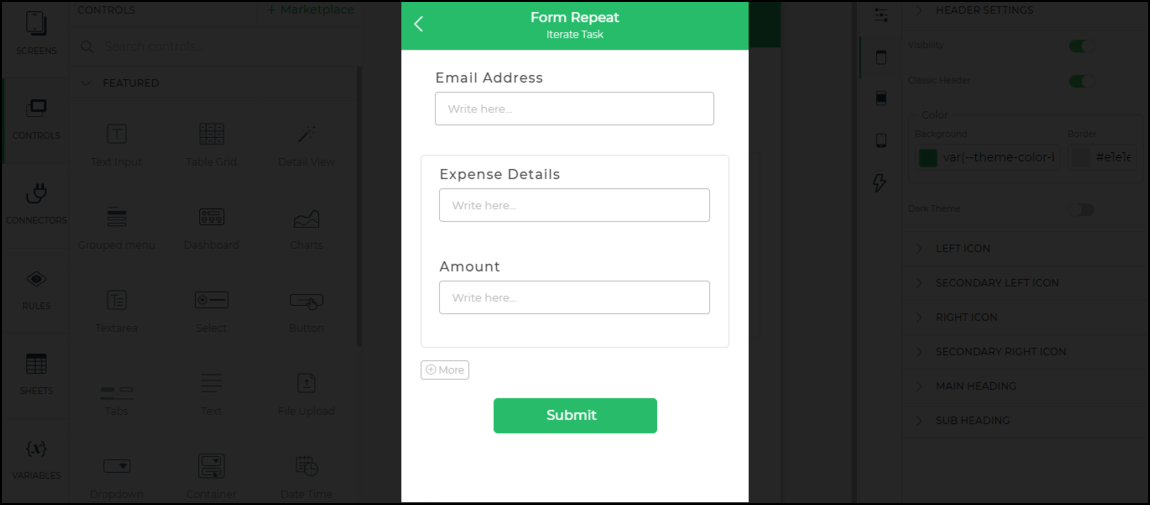 SCREENS
CONTROLS
CONNECTORS
RULES
SHEETS
VARIABLES
CONTROLS
+ Marketplace
Search controls...
FEATURED
Text Input
Table Grid
Detail View
Grouped menu
Dashboard
Charts
Textarea
Select
Button
Tabs
Text
File Upload
Dropdown
Container
Date Time
Form Repeat
Iterate Task
Email Address
Write here...
Expense Details
Write here...
Amount
Write here...
More
Submit
HEADER SETTINGS
Visibility
Classic Header
Color
Background
Border
var(--theme-color-
#e1e1e
Dark Theme
LEFT ICON
SECONDARY LEFT ICON
RIGHT ICON
SECONDARY RIGHT ICON
MAIN HEADING
SUB HEADING